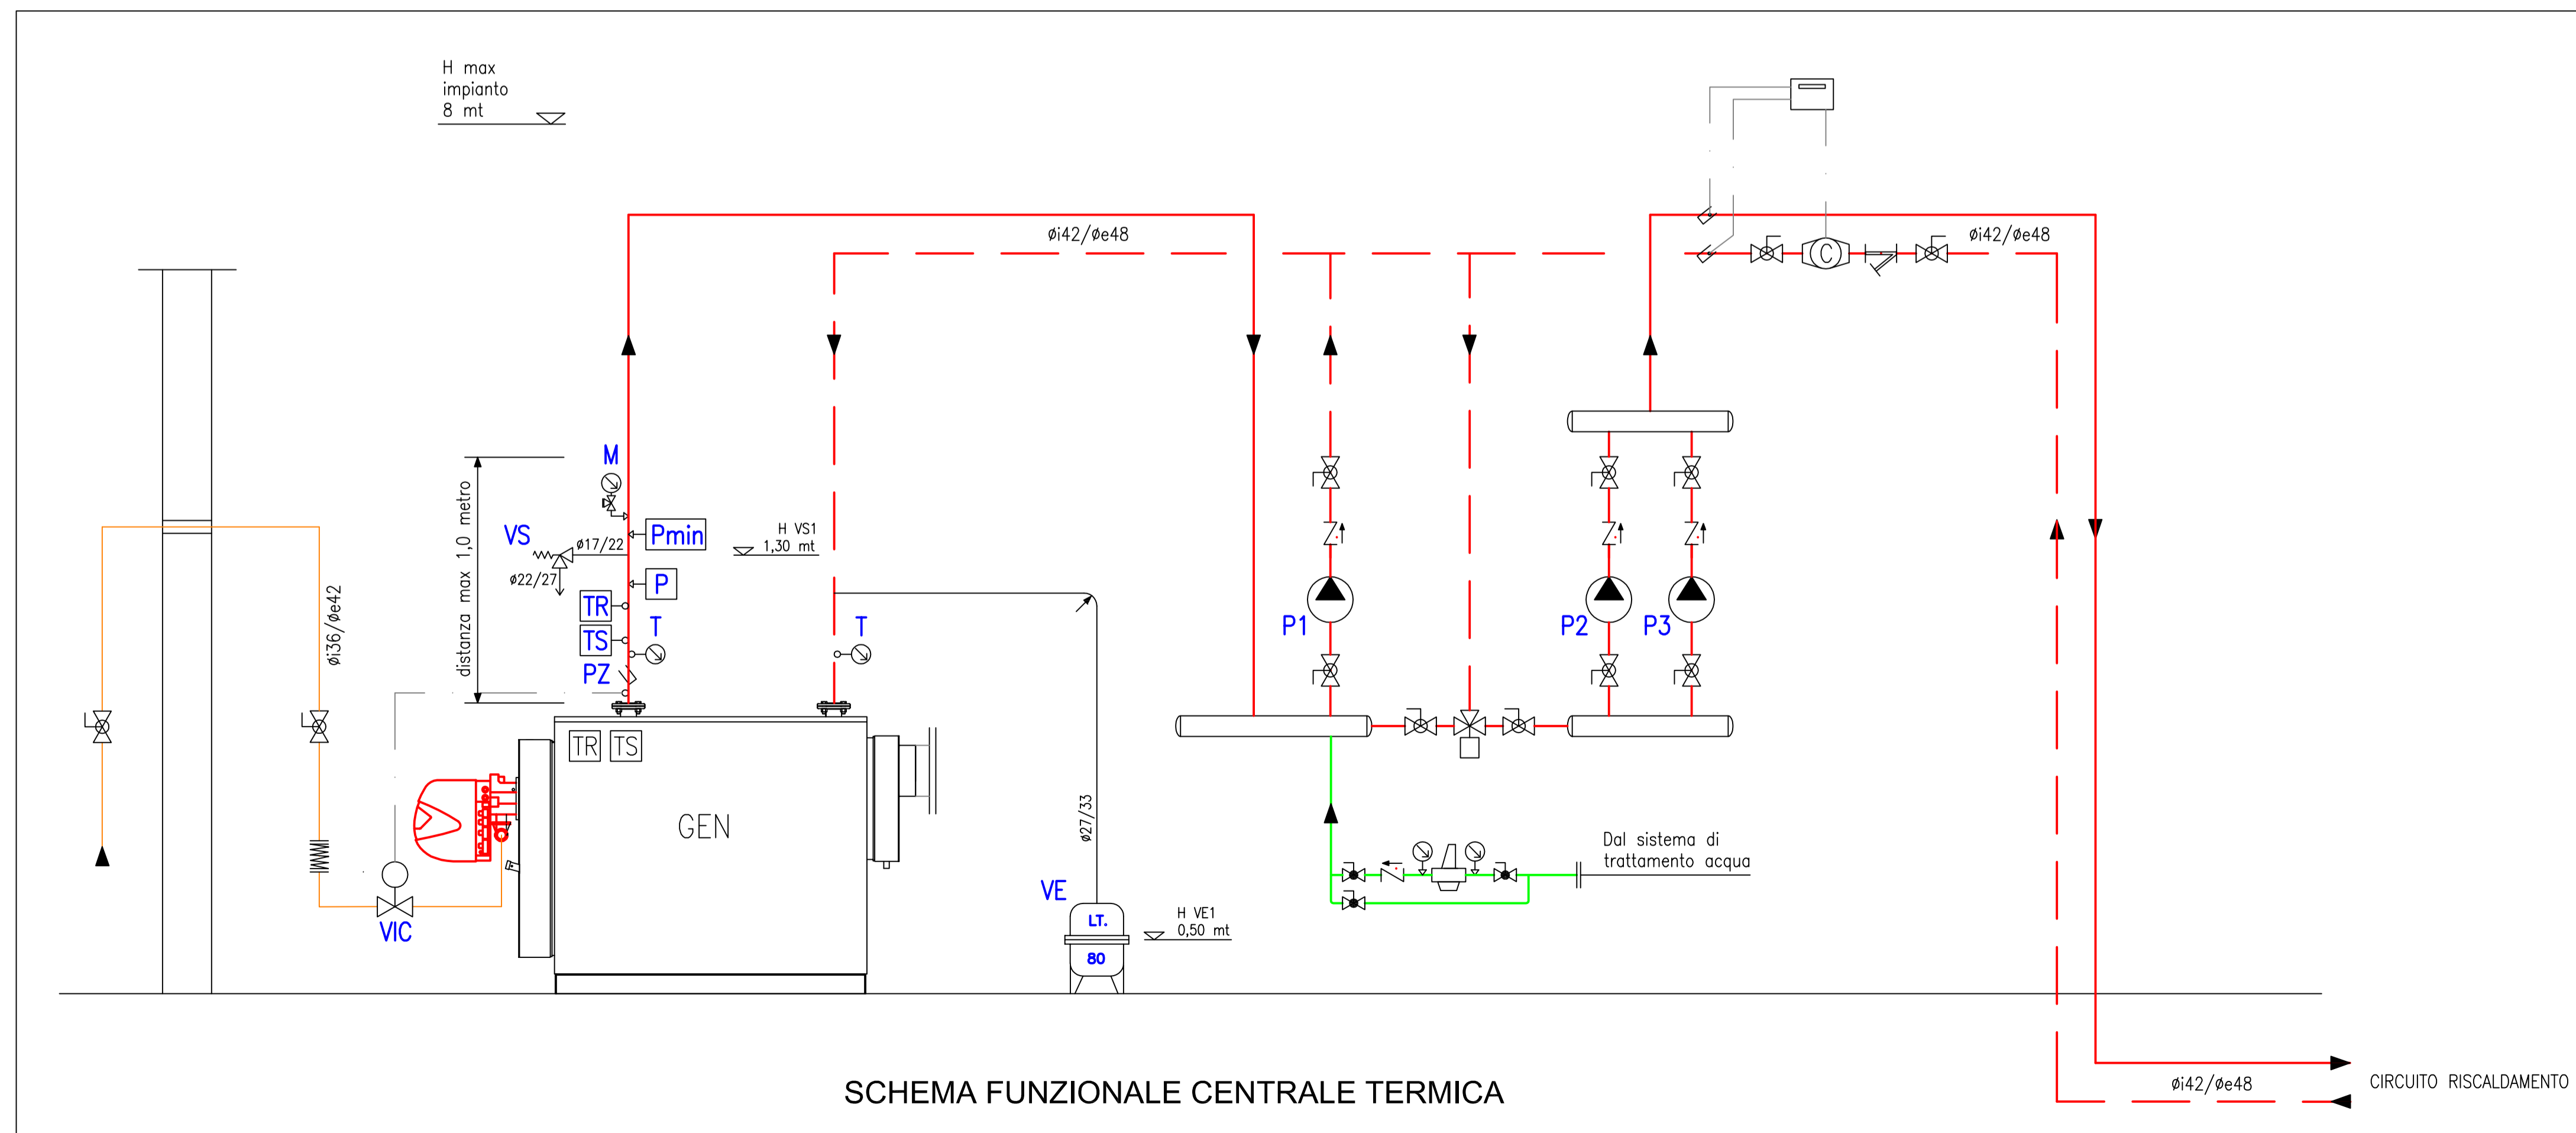 H max
impianto
8 mt
øi42/øe48
øi42/øe48
M
distanza max 1,0 metro
VS
ø17/22
Pmin
H VS1
1,30 mt
ø22/27
P
TR
TS
T
T
PZ
øi36/øe42
P1
P2
P3
C
TR
TS
GEN
VIC
ø27/33
VE
LT.
80
H VE1
0,50 mt
Dal sistema di
trattamento acqua
SCHEMA FUNZIONALE CENTRALE TERMICA
øi42/øe48
CIRCUITO RISCALDAMENTO